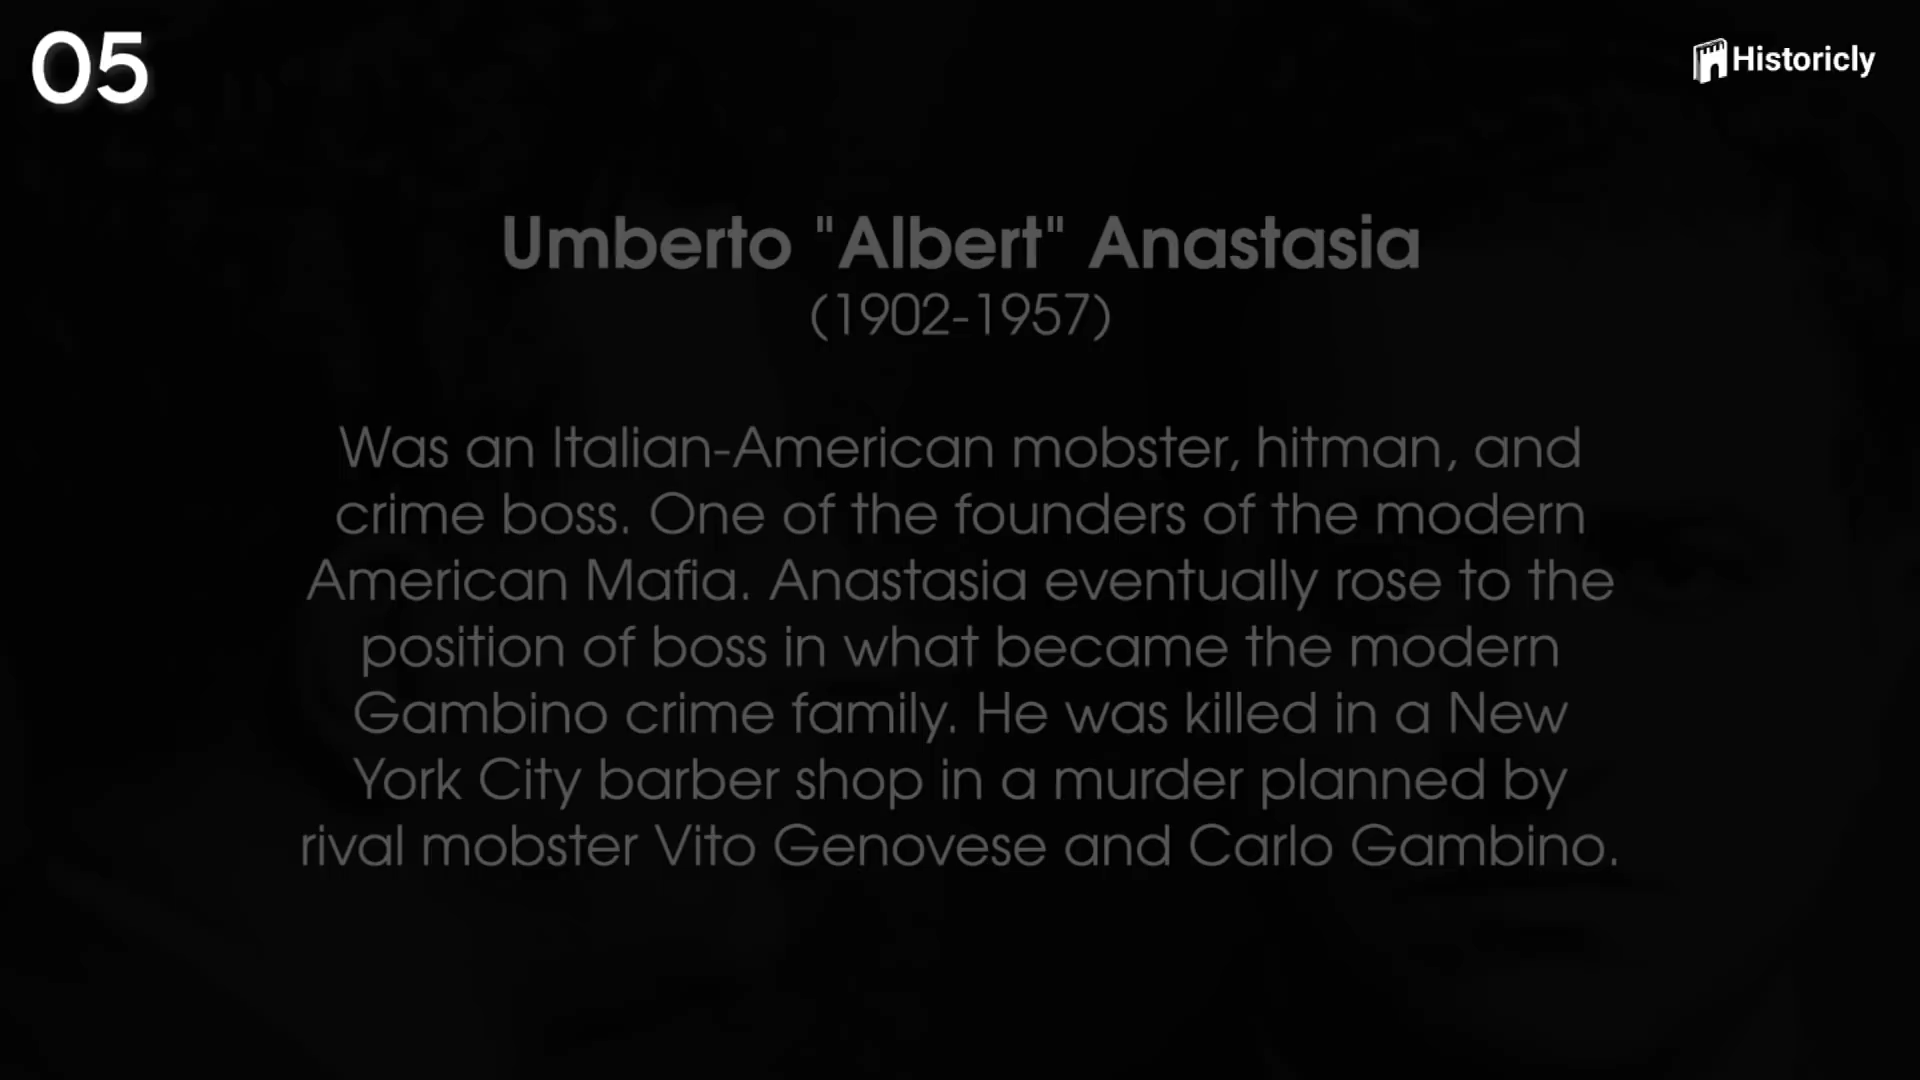 05
Historicly
Umberto "Albert" Anastasia
(1902-1957)
Was an Italian-American mobster, hitman, and
crime boss. One of the founders of the modern
American Mafia. Anastasia eventually rose to the
position of boss in what became the modern
Gambino crime family. He was killed in a New
York City barber shop in a murder planned by
rival mobster Vito Genovese and Carlo Gambino.